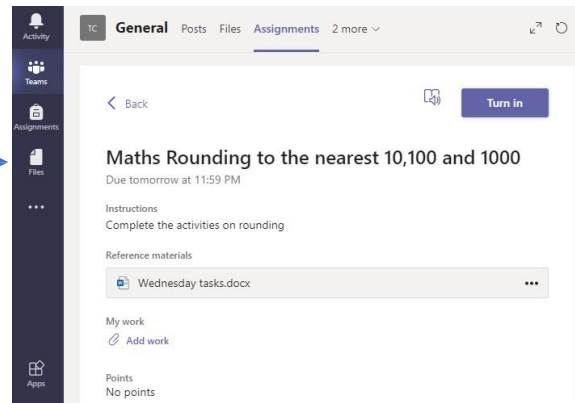 Activity
Teams
Assignments
Files
Apps
TC General Posts Files Assignments 2 more
Back
Turn in
Maths Rounding to the nearest 10,100 and 1000
Due tomorrow at 11:59 PM
Instructions
Complete the activities on rounding
Reference materials
Wednesday tasks.docx
My work
Add work
Points
No points